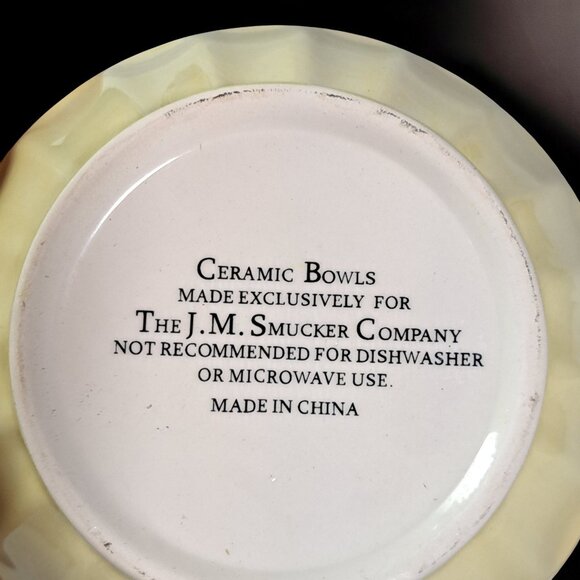 CERAMIC BOWLS
MADE EXCLUSIVELY FOR
THE J.M. SMUCKER COMPANY
NOT RECOMMENDED FOR DISHWASHER
OR MICROWAVE USE.
MADE IN CHINA